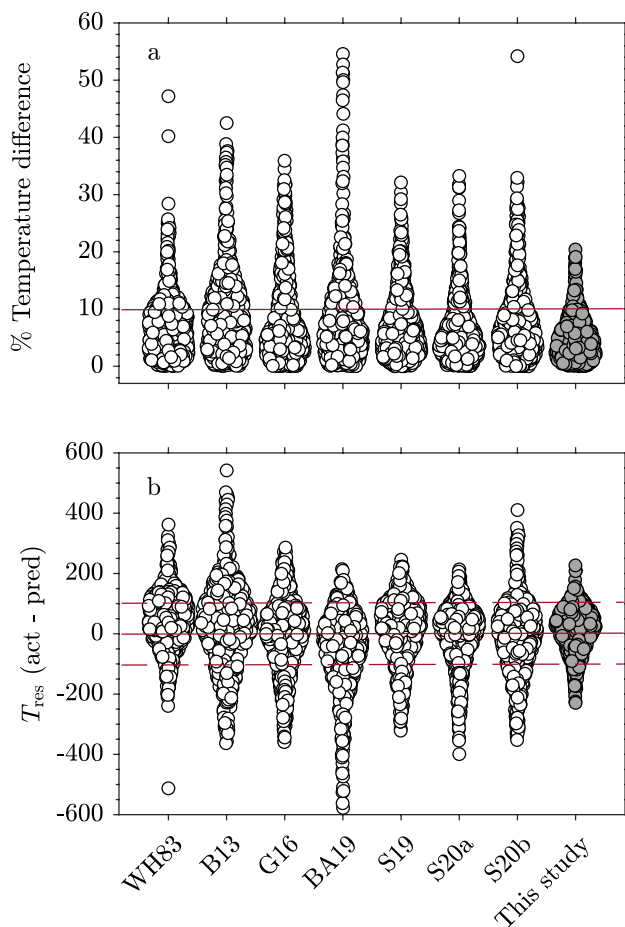 60
50
40
30
20
10
0
% Temperature difference
a
600
400
200
0
-200
-400
-600
T_res (act - pred)
b
WH83
B13
G16
BA19
S19
S20a
S20b
This study